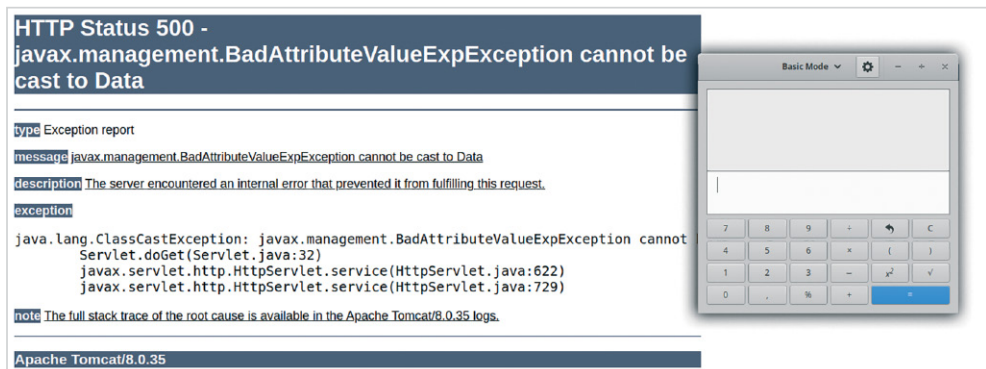 HTTP Status 500 -
javax.management.BadAttributeValueExpException cannot be
cast to Data
type Exception report
message javax.management.BadAttributeValueExpException cannot be cast to Data
description The server encountered an internal error that prevented it from fulfilling this request.
exception
java.lang.ClassCastException: javax.management.BadAttributeValueExpException cannot
Servlet.doGet(Servlet.java:32)
javax.servlet.http.HttpServlet.service(HttpServlet.java:622)
javax.servlet.http.HttpServlet.service(HttpServlet.java:729)
note The full stack trace of the root cause is available in the Apache Tomcat/8.0.35 logs.
Apache Tomcat/8.0.35
Basic Mode
7 8 9 ÷ C
4 5 6 × ( )
1 2 3 − x² √
0 , % + =